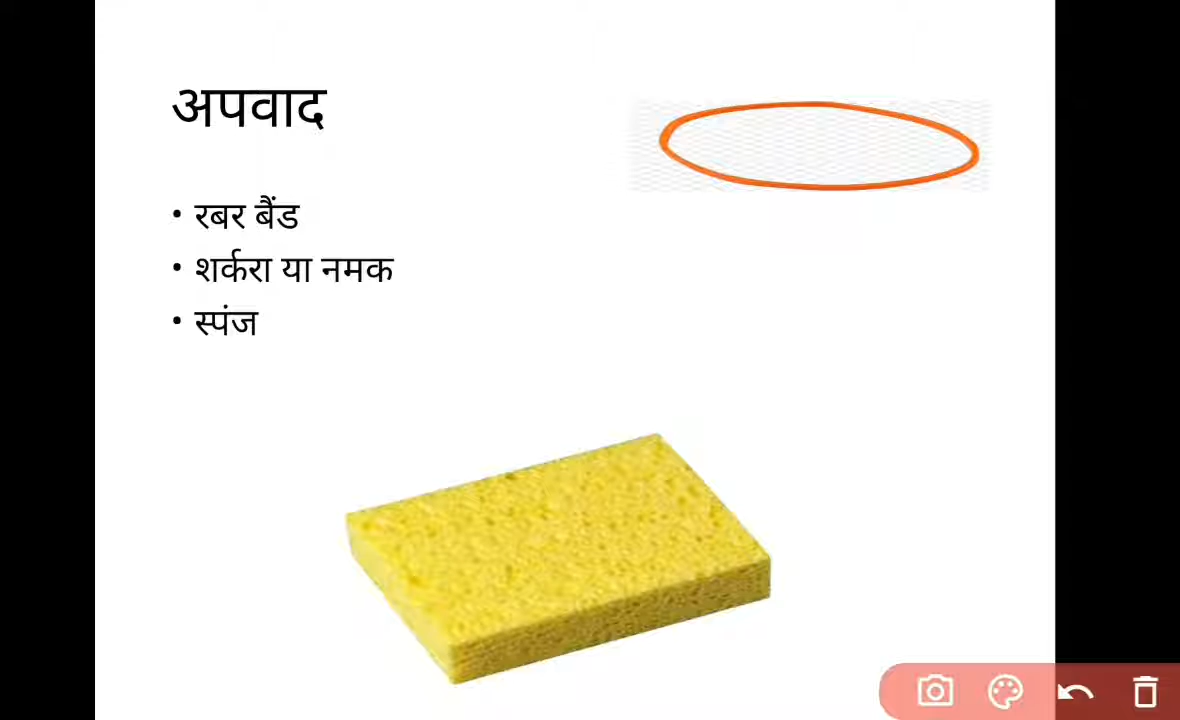 अपवाद
• रबर बैंड
• शर्करा या नमक
• स्पंज